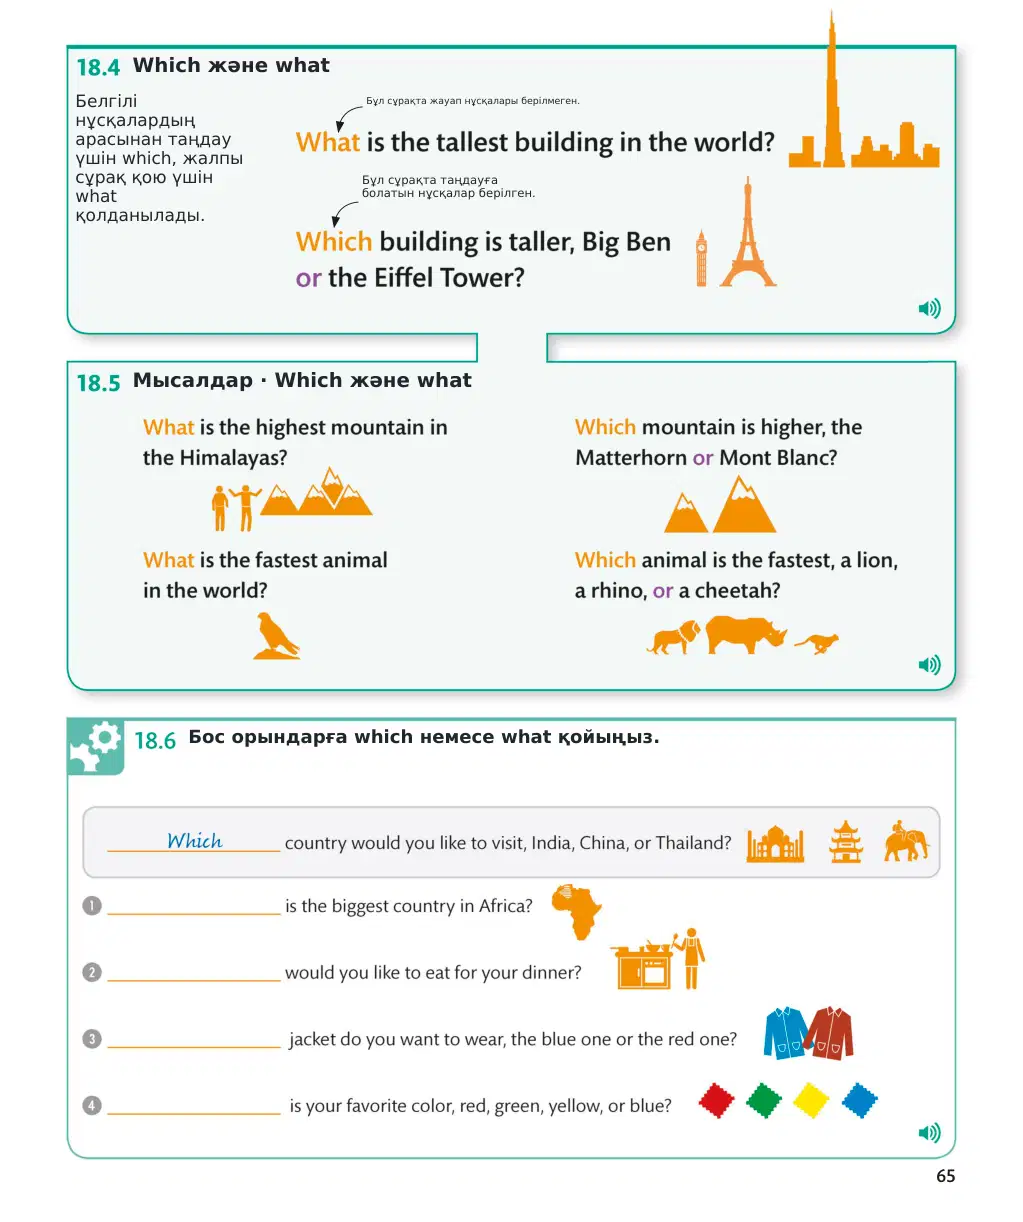 18.4 Which және what
Белгілі
нұсқалардың
арасынан таңдау
үшін which, жалпы
сұрақ қою үшін
what
қолданылады.
Бұл сұрақта жауап нұсқалары берілмеген.
What is the tallest building in the world?
Бұл сұрақта таңдауға
болатын нұсқалар берілген.
Which building is taller, Big Ben
or the Eiffel Tower?
18.5 Мысалдар · Which және what
What is the highest mountain in
the Himalayas?
Which mountain is higher, the
Matterhorn or Mont Blanc?
What is the fastest animal
in the world?
Which animal is the fastest, a lion,
a rhino, or a cheetah?
18.6 Бос орындарға which немесе what қойыңыз.
Which country would you like to visit, India, China, or Thailand?
1 is the biggest country in Africa?
2 would you like to eat for your dinner?
3 jacket do you want to wear, the blue one or the red one?
4 is your favorite color, red, green, yellow, or blue?
65